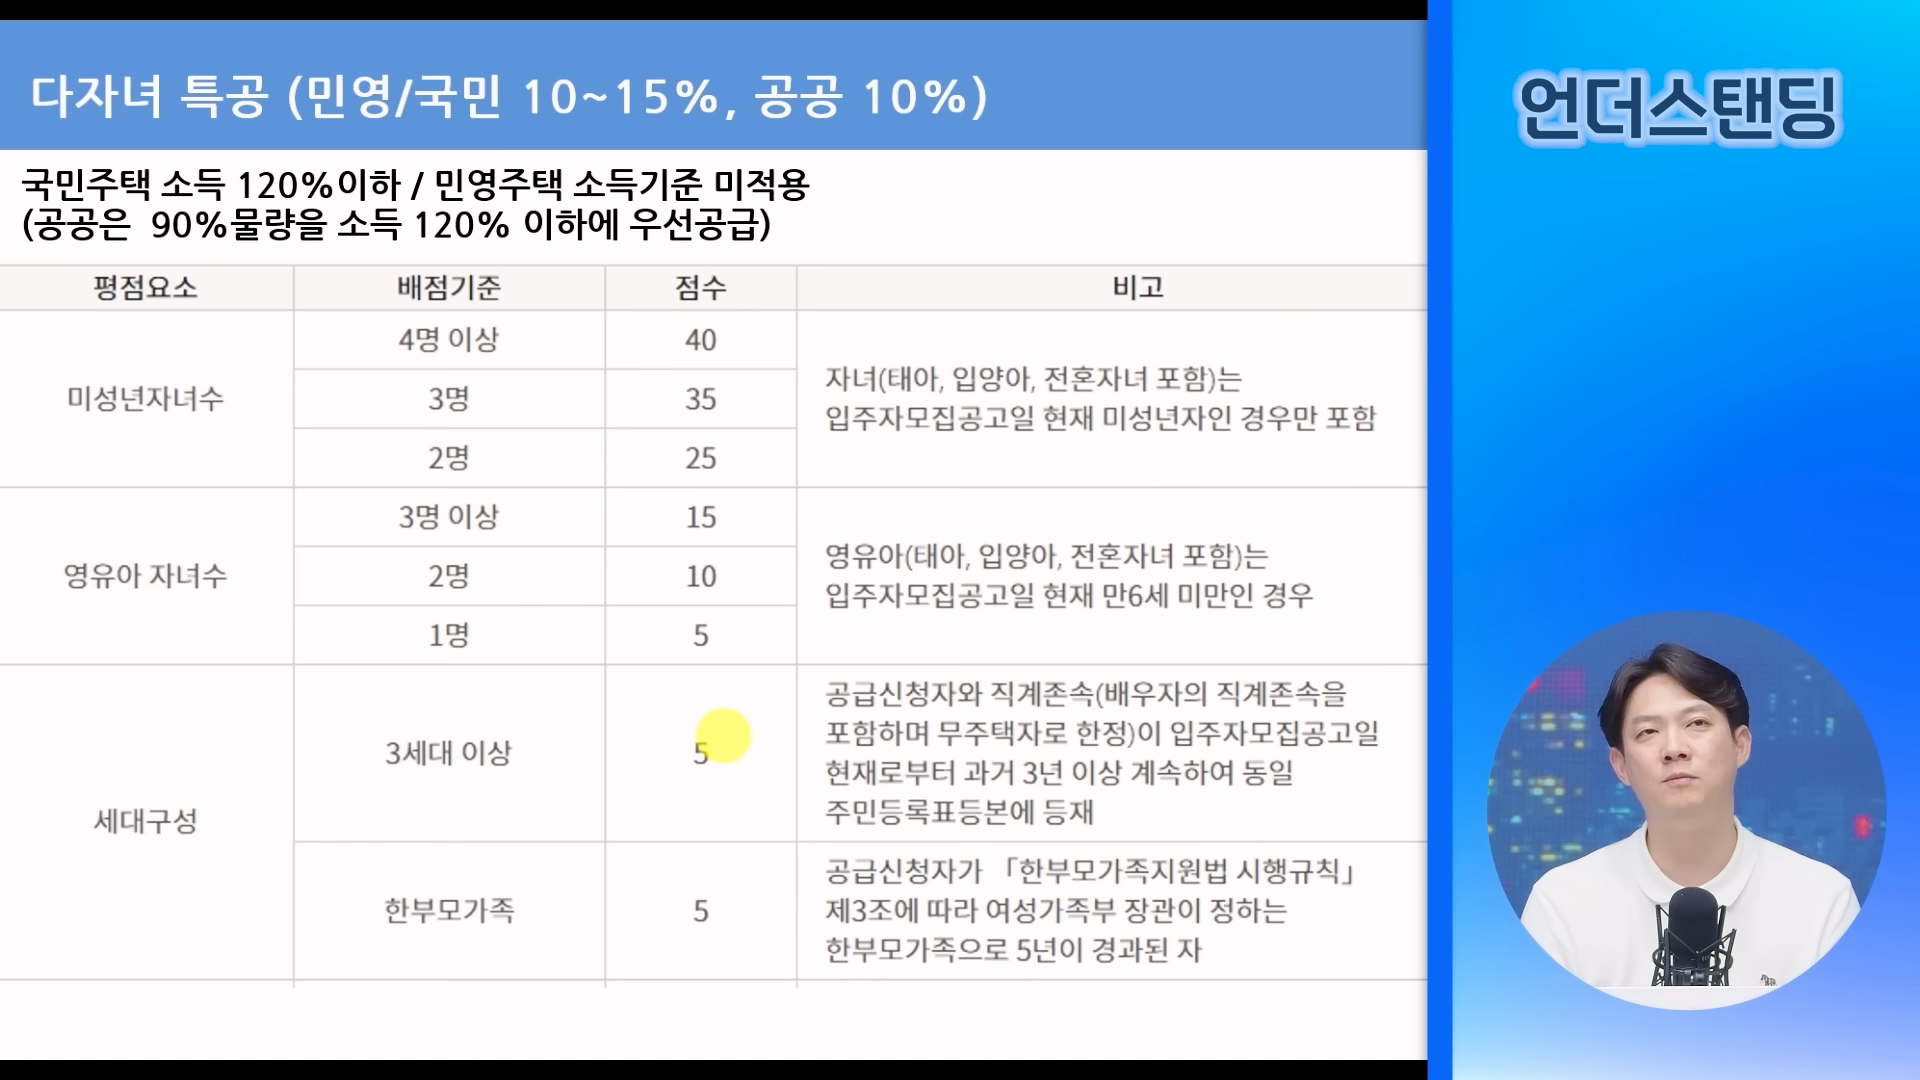 다자녀 특공 (민영/국민 10~15%, 공공 10%)
언더스탠딩
국민주택 소득 120%이하 / 민영주택 소득기준 미적용
(공공은 90%물량을 소득 120% 이하에 우선공급)
평점요소 배점기준 점수 비고
미성년자녀수
4명 이상 40
3명 35
2명 25
자녀(태아, 입양아, 전혼자녀 포함)는
입주자모집공고일 현재 미성년자인 경우만 포함
영유아 자녀수
3명 이상 15
2명 10
1명 5
영유아(태아, 입양아, 전혼자녀 포함)는
입주자모집공고일 현재 만6세 미만인 경우
세대구성
3세대 이상 5
공급신청자와 직계존속(배우자의 직계존속을
포함하며 무주택자로 한정)이 입주자모집공고일
현재로부터 과거 3년 이상 계속하여 동일
주민등록표등본에 등재
한부모가족 5
공급신청자가 「한부모가족지원법 시행규칙」
제3조에 따라 여성가족부 장관이 정하는
한부모가족으로 5년이 경과된 자